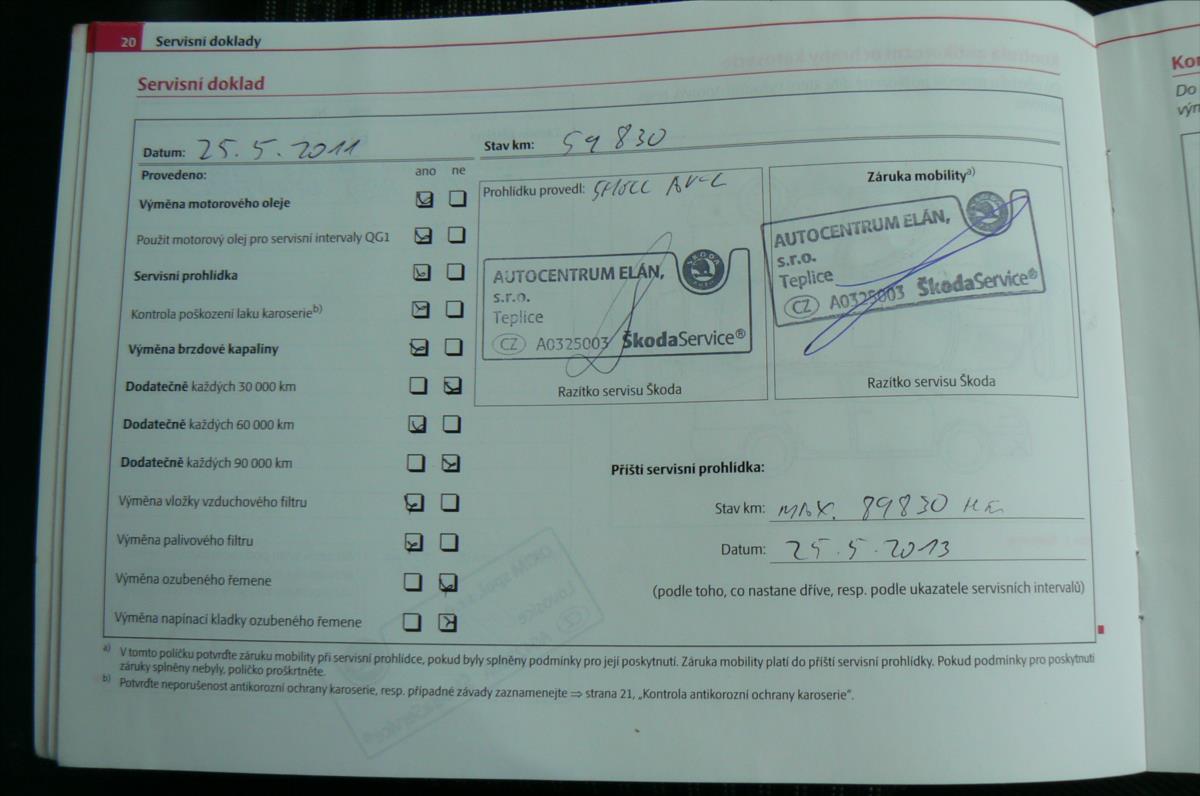 20 Servisní doklady
Servisní doklad
Datum: 25.5.2011 Stav km: 59 830
Provedeno: ano ne
Výměna motorového oleje
Použit motorový olej pro servisní intervaly QG1
Servisní prohlídka
Kontrola poškození laku karoserie b)
Výměna brzdové kapaliny
Dodatečně každých 30 000 km
Dodatečně každých 60 000 km
Dodatečně každých 90 000 km
Výměna vložky vzduchového filtru
Výměna palivového filtru
Výměna ozubeného řemene
Výměna napínací kladky ozubeného řemene
Prohlídku provedl:
AUTOCENTRUM ELÁN,
s.r.o.
Teplice
CZ A0325003 ŠkodaService®
Razítko servisu Škoda
Záruka mobility a)
AUTOCENTRUM ELÁN,
s.r.o.
Teplice
CZ A0325003 ŠkodaService®
Razítko servisu Škoda
Příští servisní prohlídka:
Stav km: MAX. 89830 KM
Datum: 25.5.2013
(podle toho, co nastane dříve, resp. podle ukazatele servisních intervalů)
a) V tomto políčku potvrďte záruku mobility při servisní prohlídce, pokud byly splněny podmínky pro její poskytnutí. Záruka mobility platí do příští servisní prohlídky. Pokud podmínky pro poskytnutí
záruky splněny nebyly, políčko proškrtněte.
b) Potvrďte neporušenost antikorozní ochrany karoserie, resp. případné závady zaznamenejte ⇒ strana 21, „Kontrola antikorozní ochrany karoserie“.
Kon
Do
výn